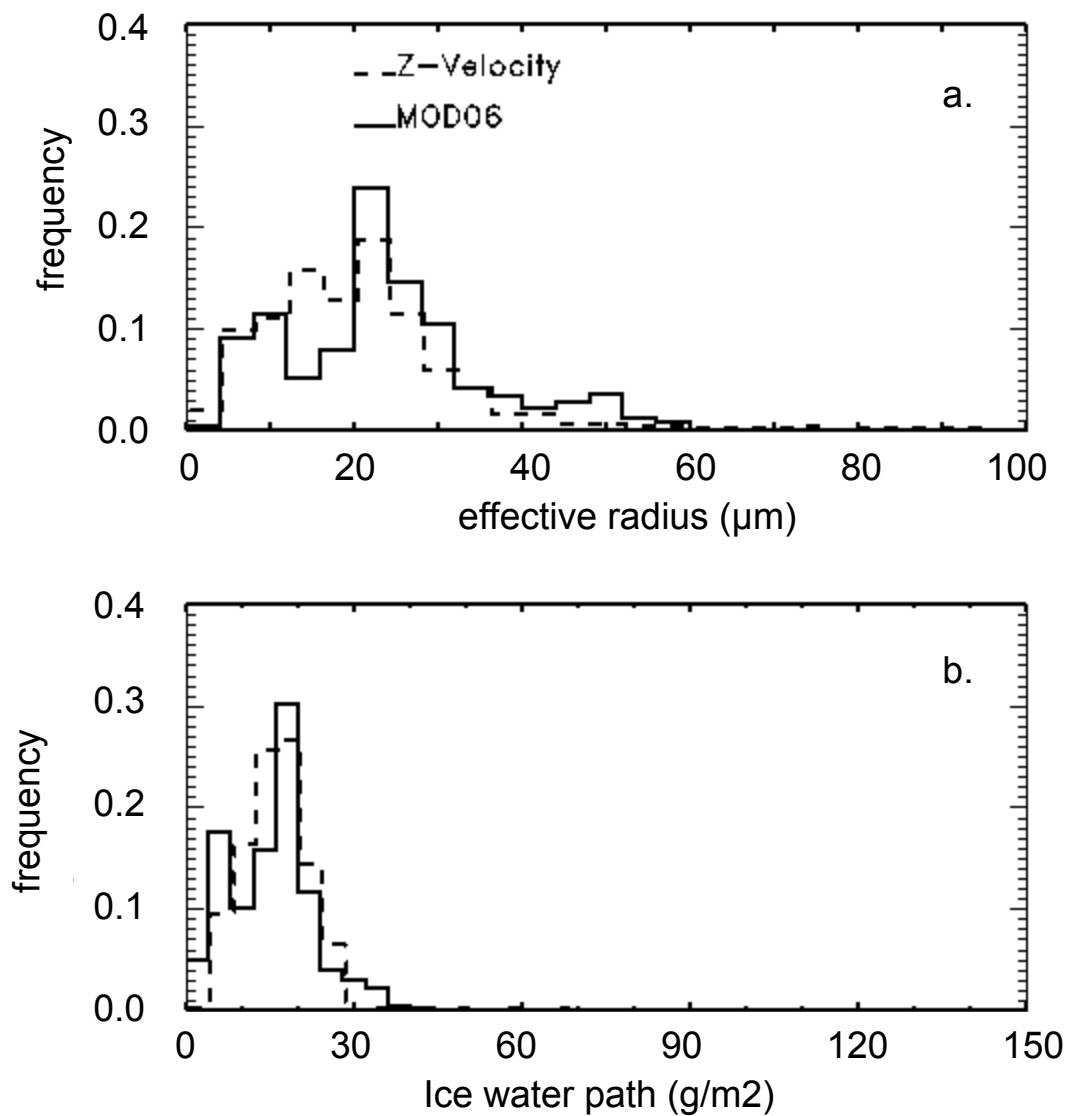 0.4
0.3
0.2
0.1
0.0
frequency
Z-Velocity
MOD06
a.
0 20 40 60 80 100
effective radius (µm)
0.4
0.3
0.2
0.1
0.0
frequency
b.
0 30 60 90 120 150
Ice water path (g/m2)